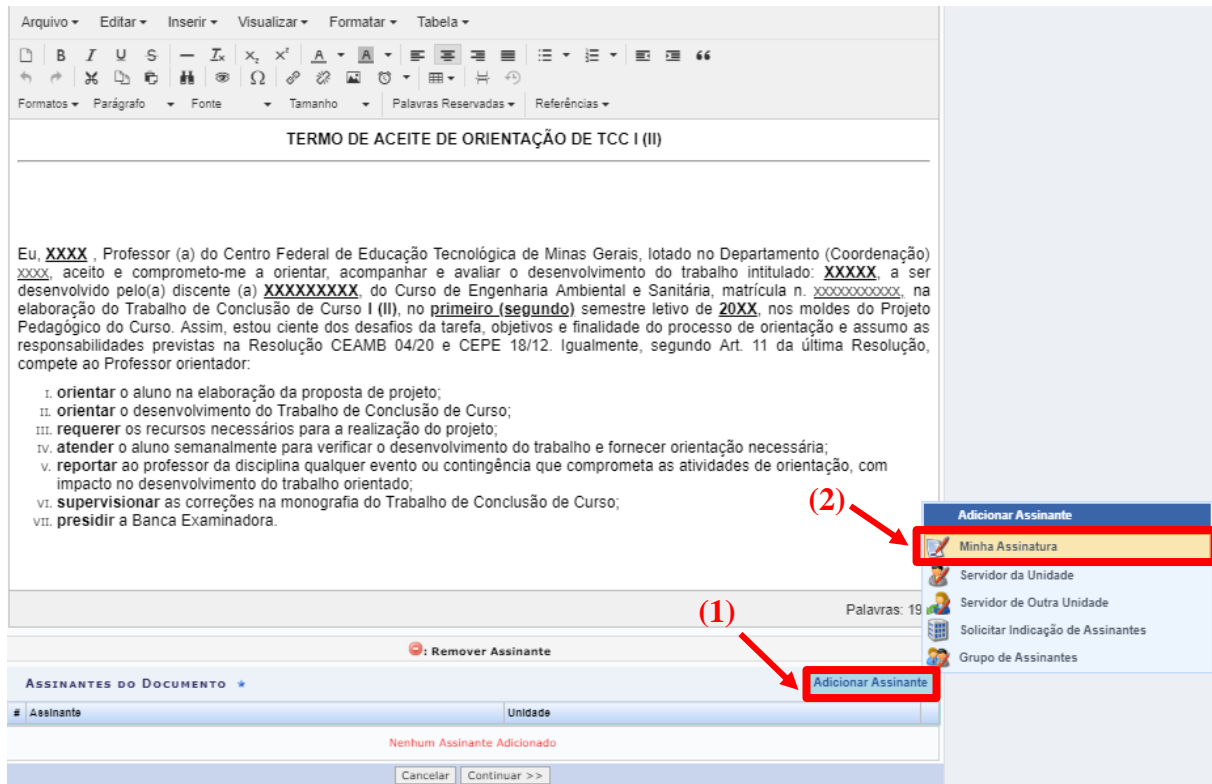 Arquivo Editar Inserir Visualizar Formatar Tabela
Formatos Parágrafo Fonte Tamanho Palavras Reservadas Referências
TERMO DE ACEITE DE ORIENTAÇÃO DE TCC I (II)
Eu, XXXX , Professor (a) do Centro Federal de Educação Tecnológica de Minas Gerais, lotado no Departamento (Coordenação)
xxxx, aceito e comprometo-me a orientar, acompanhar e avaliar o desenvolvimento do trabalho intitulado: XXXXX, a ser
desenvolvido pelo(a) discente (a) XXXXXXXXX, do Curso de Engenharia Ambiental e Sanitária, matrícula n. xxxxxxxxxxx, na
elaboração do Trabalho de Conclusão de Curso I (II), no primeiro (segundo) semestre letivo de 20XX, nos moldes do Projeto
Pedagógico do Curso. Assim, estou ciente dos desafios da tarefa, objetivos e finalidade do processo de orientação e assumo as
responsabilidades previstas na Resolução CEAMB 04/20 e CEPE 18/12. Igualmente, segundo Art. 11 da última Resolução,
compete ao Professor orientador:
I. orientar o aluno na elaboração da proposta de projeto;
II. orientar o desenvolvimento do Trabalho de Conclusão de Curso;
III. requerer os recursos necessários para a realização do projeto;
IV. atender o aluno semanalmente para verificar o desenvolvimento do trabalho e fornecer orientação necessária;
V. reportar ao professor da disciplina qualquer evento ou contingência que comprometa as atividades de orientação, com
impacto no desenvolvimento do trabalho orientado;
VI. supervisionar as correções na monografia do Trabalho de Conclusão de Curso;
VII. presidir a Banca Examinadora.
(2)
Adicionar Assinante
Minha Assinatura
Servidor da Unidade
Servidor de Outra Unidade
Solicitar Indicação de Assinantes
Grupo de Assinantes
Palavras: 19
(1)
: Remover Assinante
ASSINANTES DO DOCUMENTO
Adicionar Assinante
# Assinante Unidade
Nenhum Assinante Adicionado
Cancelar Continuar >>